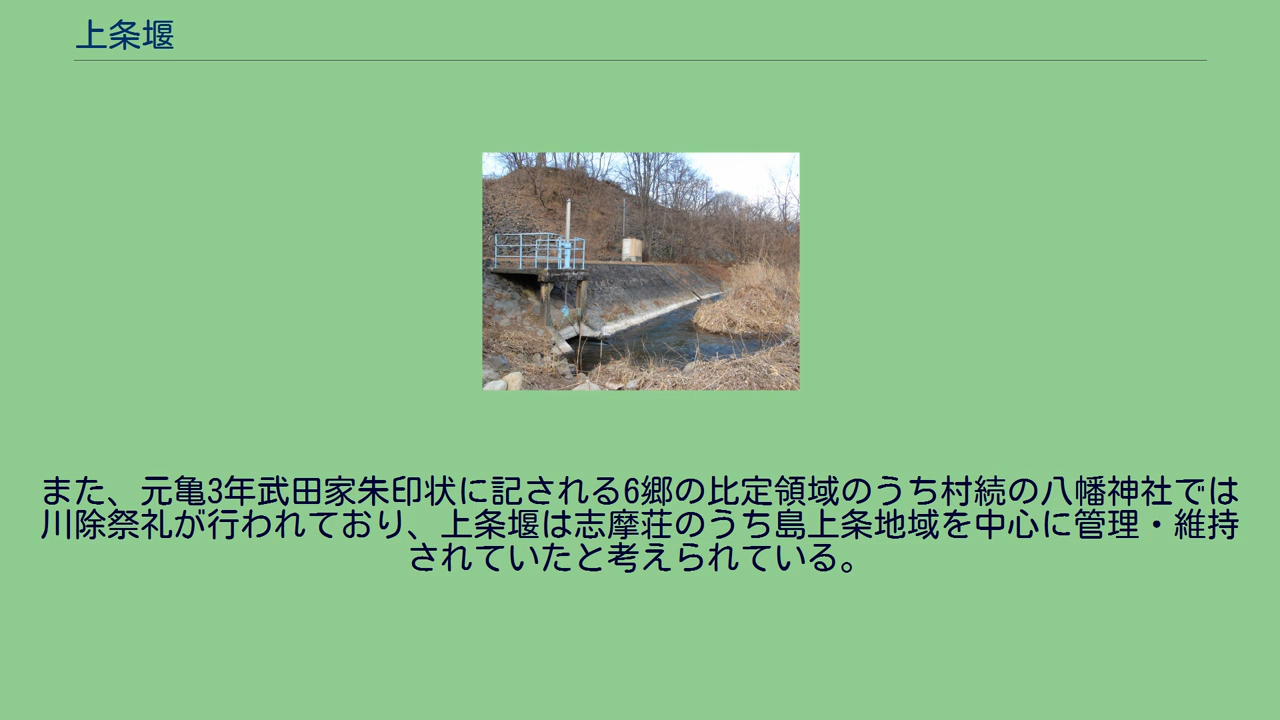 上条堰
また、元亀3年武田家朱印状に記される6郷の比定領域のうち村続の八幡神社では
川除祭礼が行われており、上条堰は志摩荘のうち島上条地域を中心に管理・維持
されていたと考えられている。